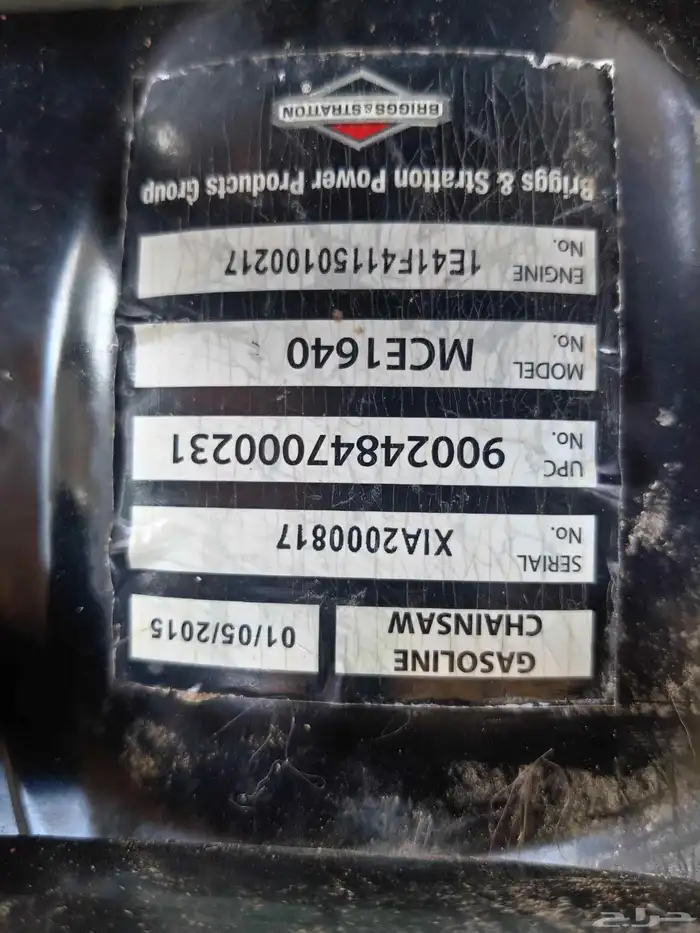 GASOLINE
CHAINSAW
01/05/2015
SERIAL
No.
XIA2000817
UPC
No.
90024847000231
MODEL
No.
MCE1640
ENGINE
No.
1E41F41150100217
Briggs & Stratton Power Products Group
BRIGGS&STRATTON
حراج